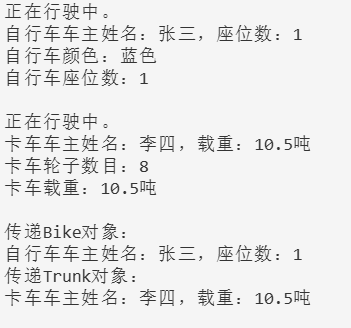 正在行驶中。
自行车车主姓名: 张三, 座位数: 1
自行车颜色: 蓝色
自行车座位数: 1
正在行驶中。
卡车车主姓名: 李四, 载重: 10.5吨
卡车轮子数目: 8
卡车载重: 10.5吨
传递Bike对象:
自行车车主姓名: 张三, 座位数: 1
传递Trunk对象:
卡车车主姓名: 李四, 载重: 10.5吨